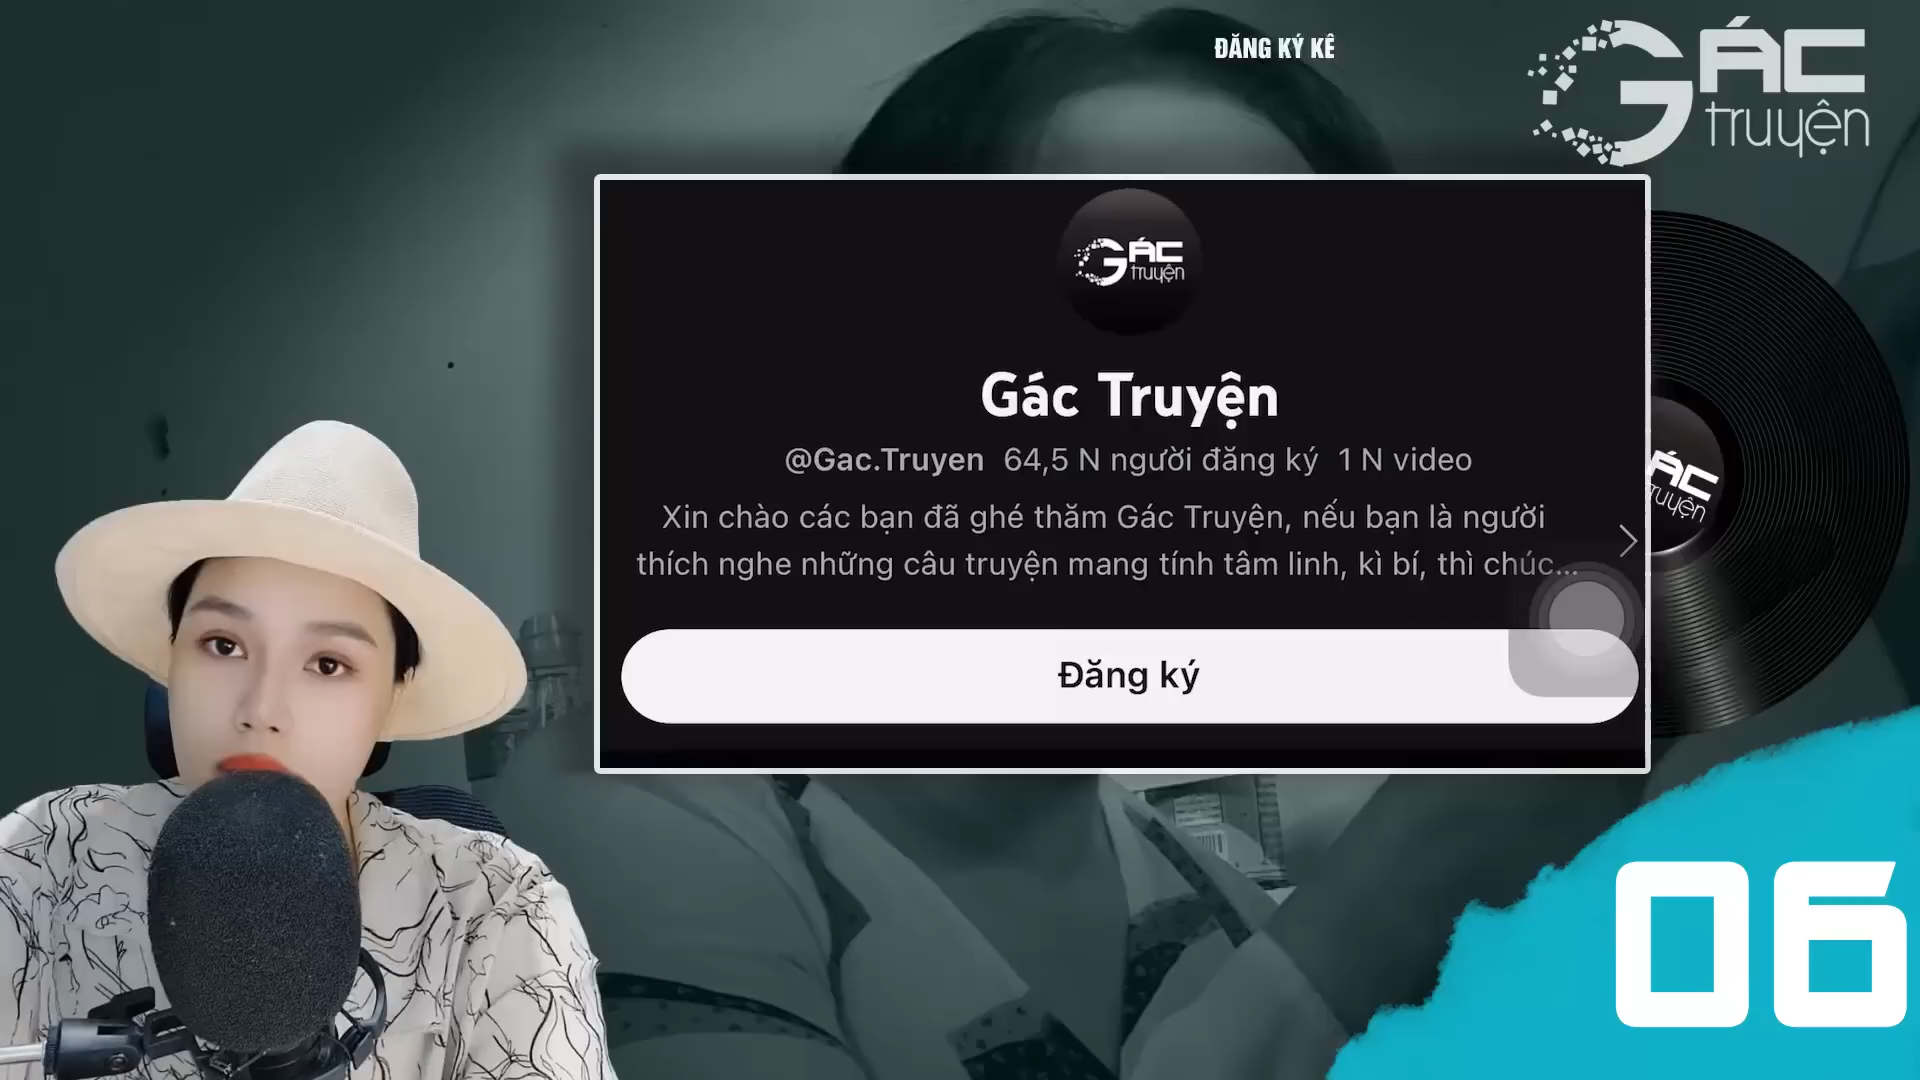 ĐĂNG KÝ KÊ
GÁC
truyện
GÁC
truyện
Gác Truyện
@Gac.Truyen 64,5 N người đăng ký 1 N video
Xin chào các bạn đã ghé thăm Gác Truyện, nếu bạn là người
thích nghe những câu truyện mang tính tâm linh, kì bí, thì chúc...
Đăng ký
ÁC
truyện
06